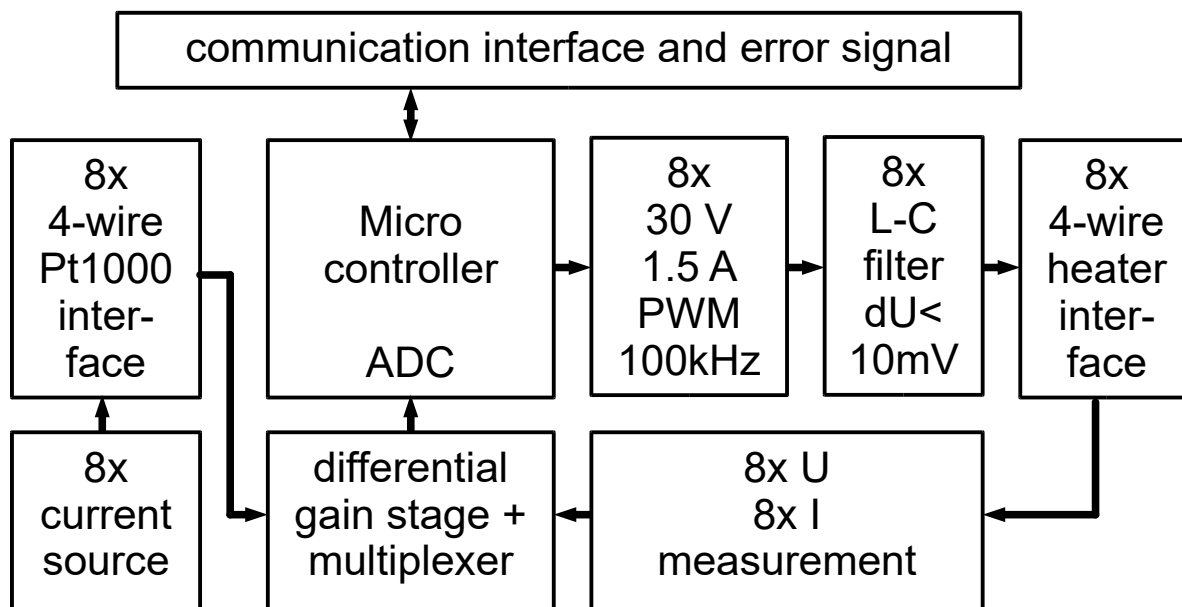 communication interface and error signal
8x
4-wire
Pt1000
inter-
face
Micro
controller
ADC
8x
30 V
1.5 A
PWM
100kHz
8x
L-C
filter
dU<
10mV
8x
4-wire
heater
inter-
face
8x
current
source
differential
gain stage +
multiplexer
8x U
8x I
measurement